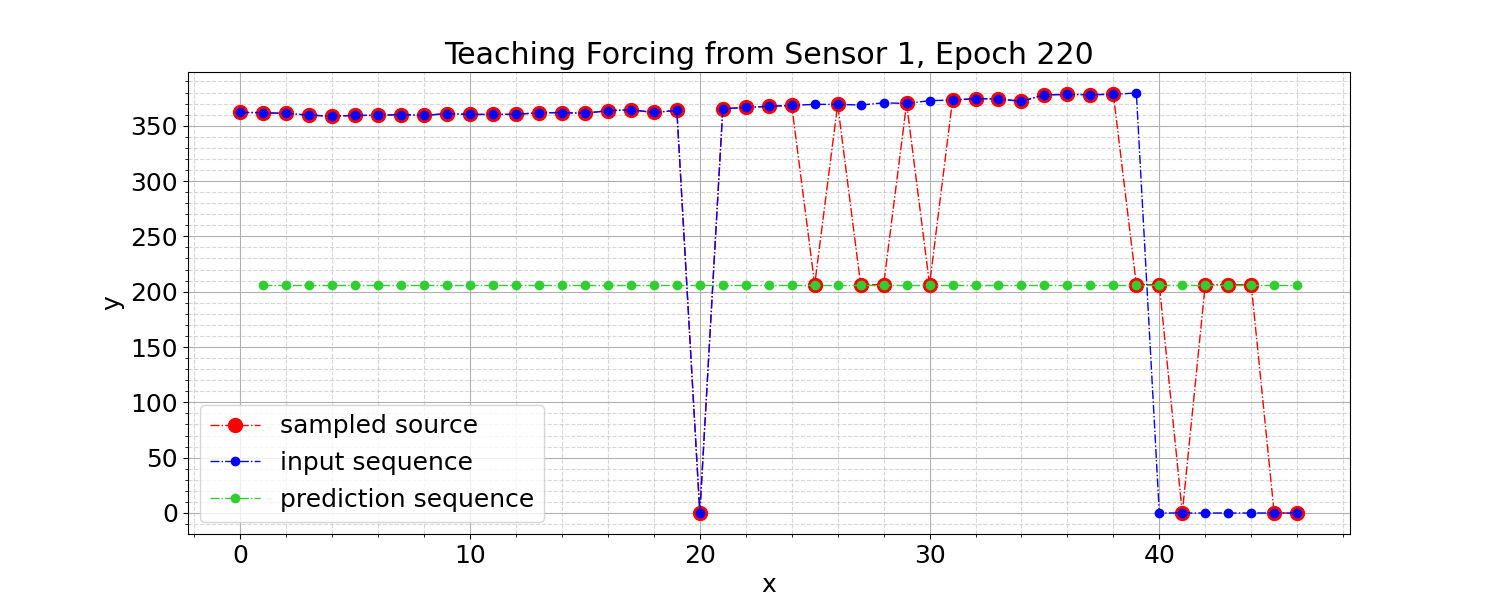 Teaching Forcing from Sensor 1, Epoch 220
y
350
300
250
200
150
100
50
0
sampled source
input sequence
prediction sequence
0 10 20 30 40
x